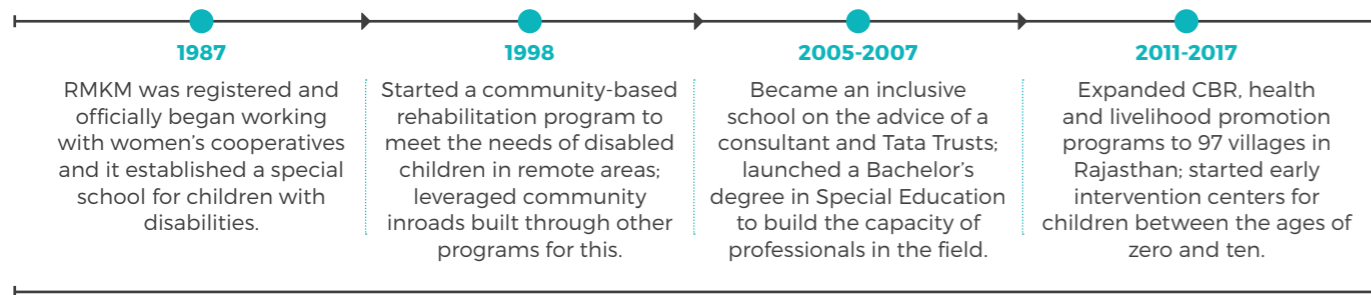 1987
RMKM was registered and
officially began working
with women's cooperatives
and it established a special
school for children with
disabilities.
1998
Started a community-based
rehabilitation program to
meet the needs of disabled
children in remote areas;
leveraged community
inroads built through other
programs for this.
2005-2007
Became an inclusive
school on the advice of a
consultant and Tata Trusts;
launched a Bachelor's
degree in Special Education
to build the capacity of
professionals in the field.
2011-2017
Expanded CBR, health
and livelihood promotion
programs to 97 villages in
Rajasthan; started early
intervention centers for
children between the ages of
zero and ten.